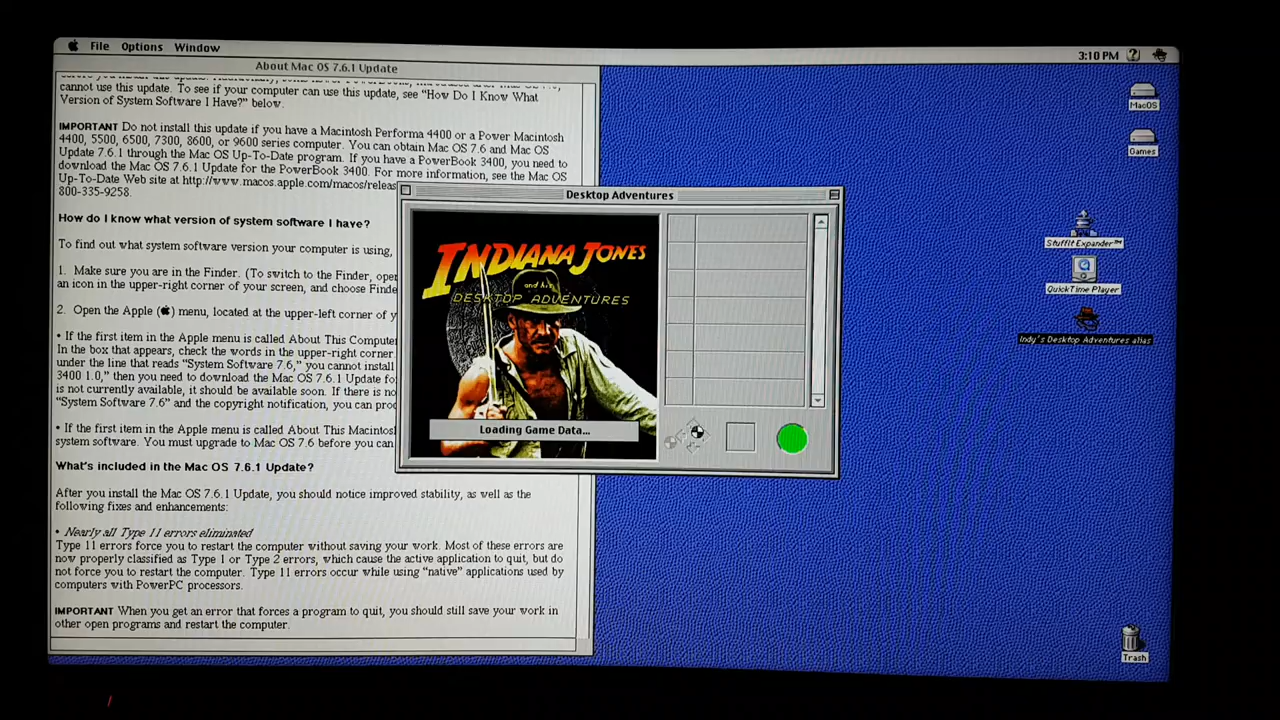 File Options Window
3:10 PM
About Mac OS 7.6.1 Update
cannot use this update. To see if your computer can use this update, see "How Do I Know What
Version of System Software I Have?" below.
IMPORTANT Do not install this update if you have a Macintosh Performa 4400 or a Power Macintosh
4400, 5500, 6500, 7300, 8600, or 9600 series computer. You can obtain Mac OS 7.6 and Mac OS
Update 7.6.1 through the Mac OS Up-To-Date program. If you have a PowerBook 3400, you need to
download the Mac OS 7.6.1 Update for the PowerBook 3400. For more information, see the Mac OS
Up-To-Date Web site at http://www.macos.apple.com/macos/releas
800-335-9258.
How do I know what version of system software I have?
To find out what system software version your computer is using,
1. Make sure you are in the Finder. (To switch to the Finder, open
an icon in the upper-right corner of your screen, and choose Finde
2. Open the Apple ( ) menu, located at the upper-left corner of y
• If the first item in the Apple menu is called About This Compute
In the box that appears, check the words in the upper-right corner.
under the line that reads "System Software 7.6," you cannot install
3400 1.0," then you need to download the Mac OS 7.6.1 Update fo
is not currently available, it should be available soon. If there is no
"System Software 7.6" and the copyright notification, you can proc
• If the first item in the Apple menu is called About This Macintos
system software. You must upgrade to Mac OS 7.6 before you can
What's included in the Mac OS 7.6.1 Update?
After you install the Mac OS 7.6.1 Update, you should notice improved stability, as well as the
following fixes and enhancements:
• Nearly all Type 11 errors eliminated
Type 11 errors force you to restart the computer without saving your work. Most of these errors are
now properly classified as Type 1 or Type 2 errors, which cause the active application to quit, but do
not force you to restart the computer. Type 11 errors occur while using "native" applications used by
computers with PowerPC processors.
IMPORTANT When you get an error that forces a program to quit, you should still save your work in
other open programs and restart the computer.
Desktop Adventures
INDIANA JONES
and his
DESKTOP ADVENTURES
Loading Game Data...
MacOS
Games
StuffIt Expander™
QuickTime Player
Indy's Desktop Adventures alias
Trash